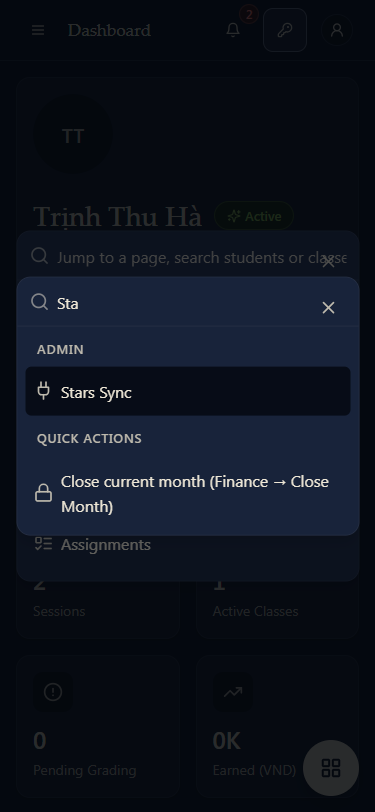 Dashboard
2
TT
Trịnh Thu Hà
Active
Jump to a page, search students or classe
Sta
ADMIN
Stars Sync
QUICK ACTIONS
Close current month (Finance → Close
Month)
Assignments
2
1
Sessions
Active Classes
0
0K
Pending Grading
Earned (VND)